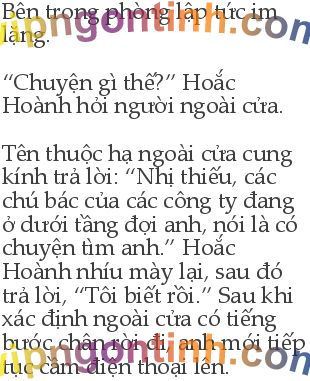 Bên trong phòng lập tức im
lặng.
vipngontinh.com
“Chuyện gì thế?” Hoắc
Hoành hỏi người ngoài cửa.
Tên thuộc hạ ngoài cửa cung
kính trả lời: “Nhị thiếu, các
chú bác của các công ty đang
ở dưới tầng đợi anh, nói là có
chuyện tìm anh.” Hoắc
Hoành nhíu mày lại, sau đó
trả lời, “Tôi biết rồi.” Sau khi
xác định ngoài cửa có tiếng
bước chân rời đi, anh mới tiếp
tục cầm điện thoại lên.
vipngontinh.com